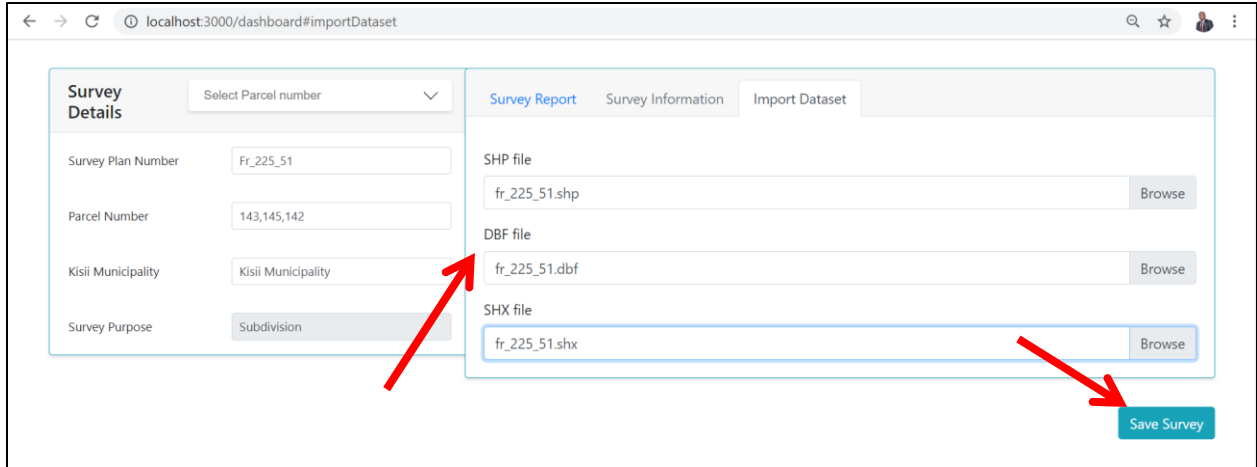 localhost:3000/dashboard#importDataset
Survey
Details
Select Parcel number
Survey Plan Number
Fr_225_51
Parcel Number
143,145,142
Kisii Municipality
Kisii Municipality
Survey Purpose
Subdivision
Survey Report
Survey Information
Import Dataset
SHP file
fr_225_51.shp
Browse
DBF file
fr_225_51.dbf
Browse
SHX file
fr_225_51.shx
Browse
Save Survey